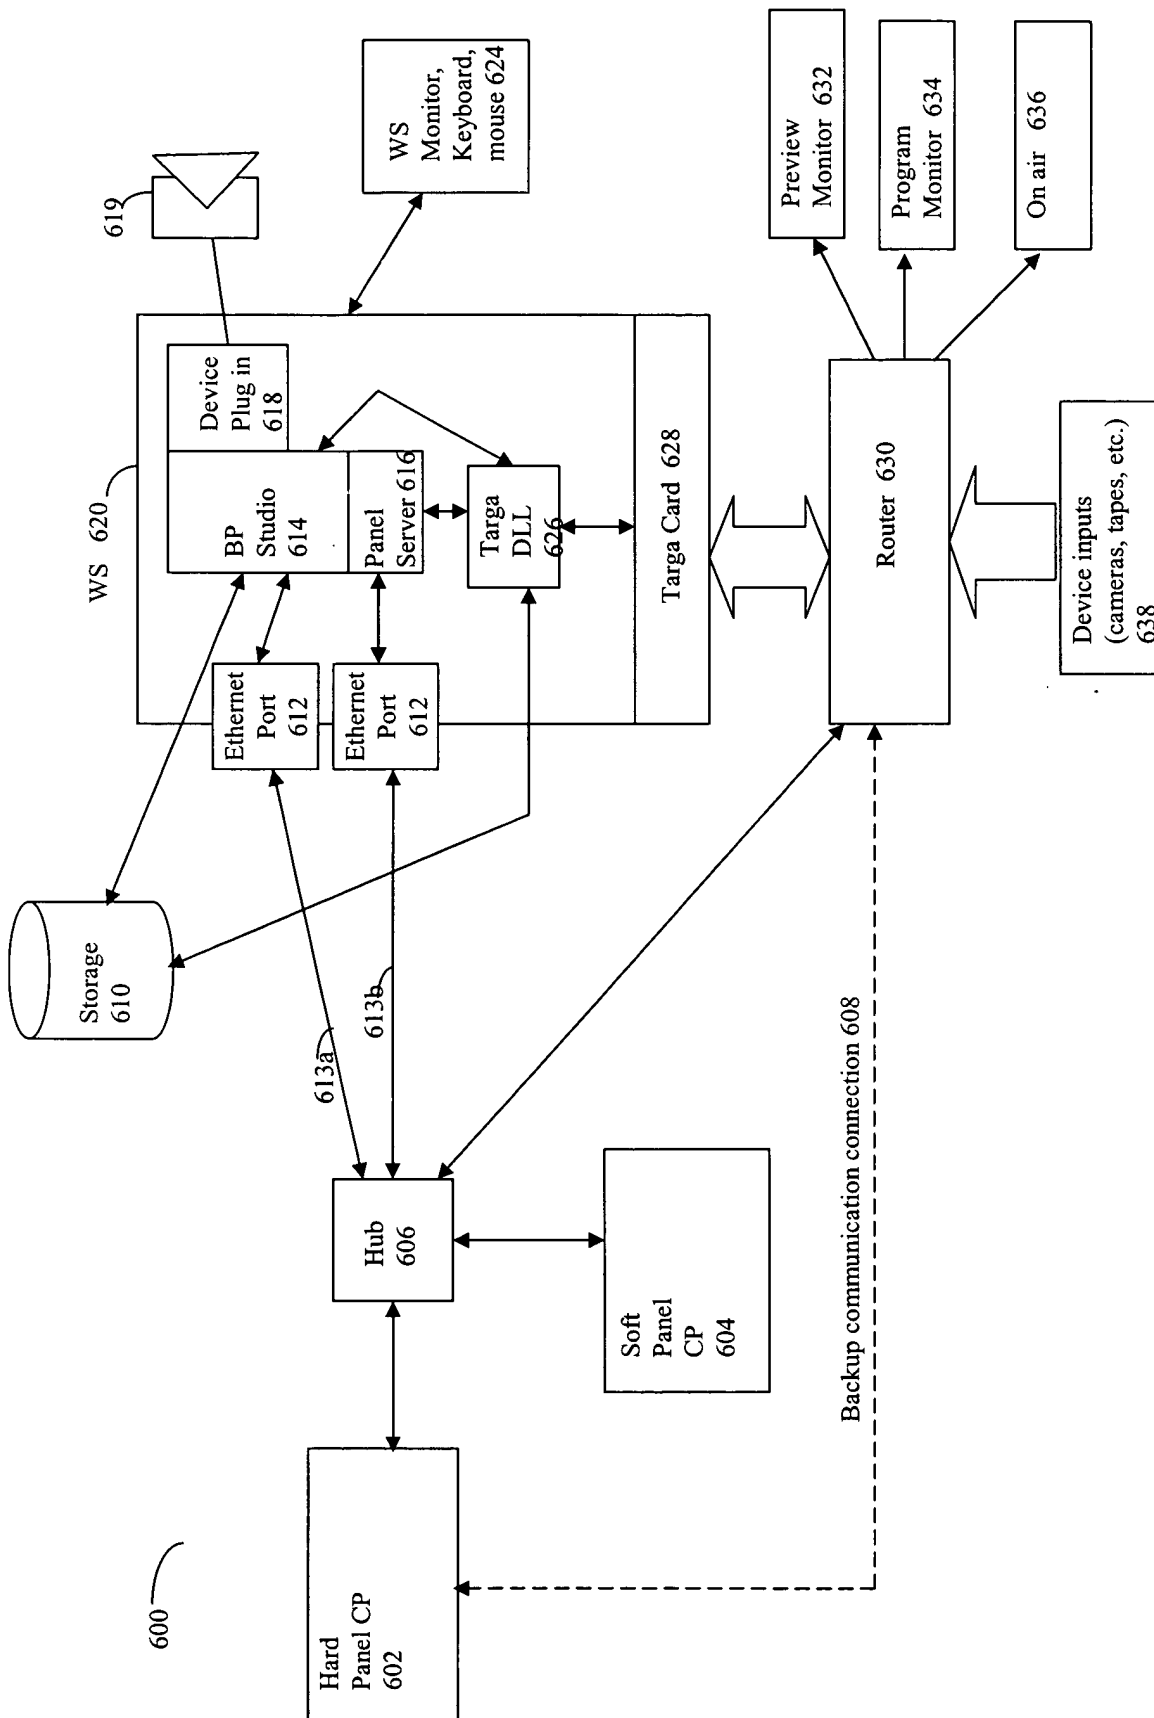 600
Hard
Panel CP
602
Hub
606
Soft
Panel
CP
604
Backup communication connection 608
613a
613b
Storage
610
WS 620
Ethernet
Port
612
Ethernet
Port
612
BP
Studio
614
Panel
Server 616
Device
Plug in
618
619
Targa
DLL
626
WS
Monitor,
Keyboard,
mouse 624
Targa Card 628
Router 630
Preview
Monitor 632
Program
Monitor 634
On air 636
Device inputs
(cameras, tapes, etc.)
638